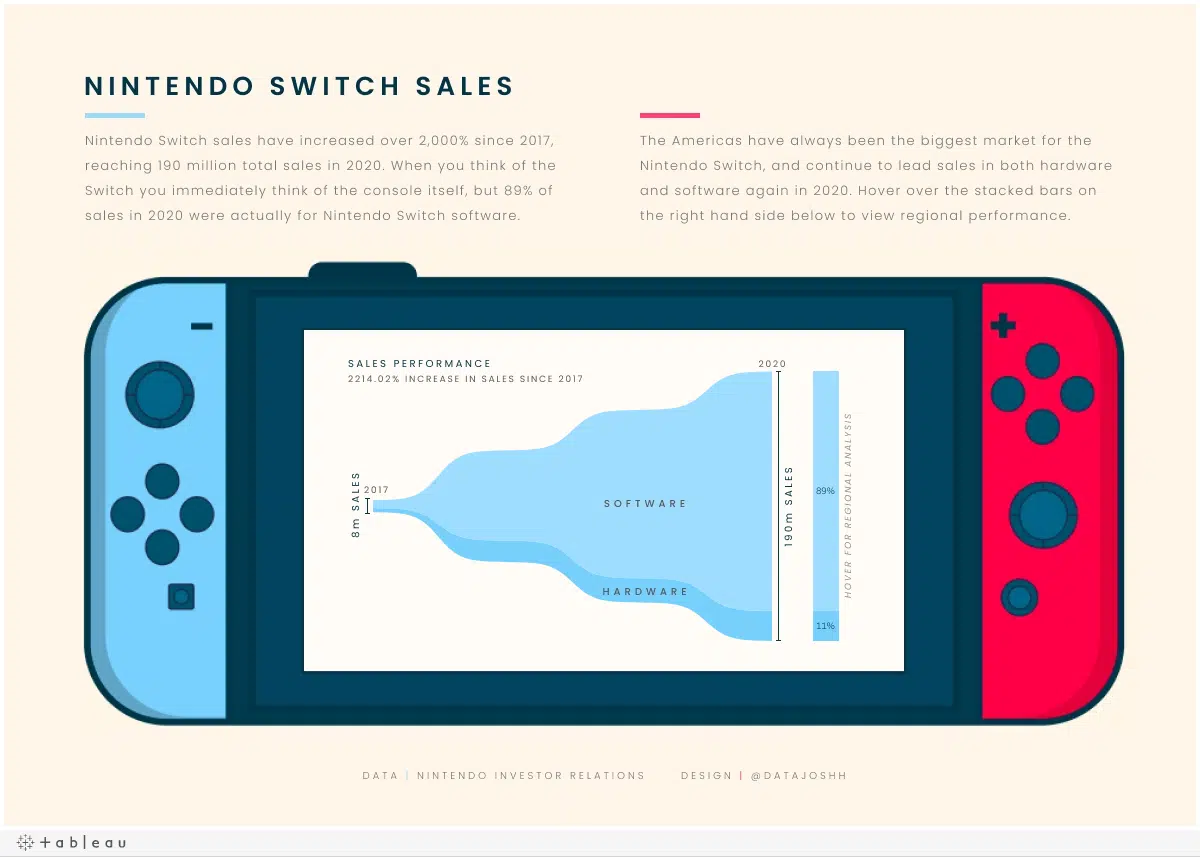 NINTENDO SWITCH SALES
Nintendo Switch sales have increased over 2,000% since 2017,
reaching 190 million total sales in 2020. When you think of the
Switch you immediately think of the console itself, but 89% of
sales in 2020 were actually for Nintendo Switch software.
The Americas have always been the biggest market for the
Nintendo Switch, and continue to lead sales in both hardware
and software again in 2020. Hover over the stacked bars on
the right hand side below to view regional performance.
SALES PERFORMANCE
2214.02% INCREASE IN SALES SINCE 2017
2020
2017
8m SALES
SOFTWARE
HARDWARE
190m SALES
89%
11%
HOVER FOR REGIONAL ANALYSIS
DATA | NINTENDO INVESTOR RELATIONS
DESIGN | @DATAJOSHH
+ableau